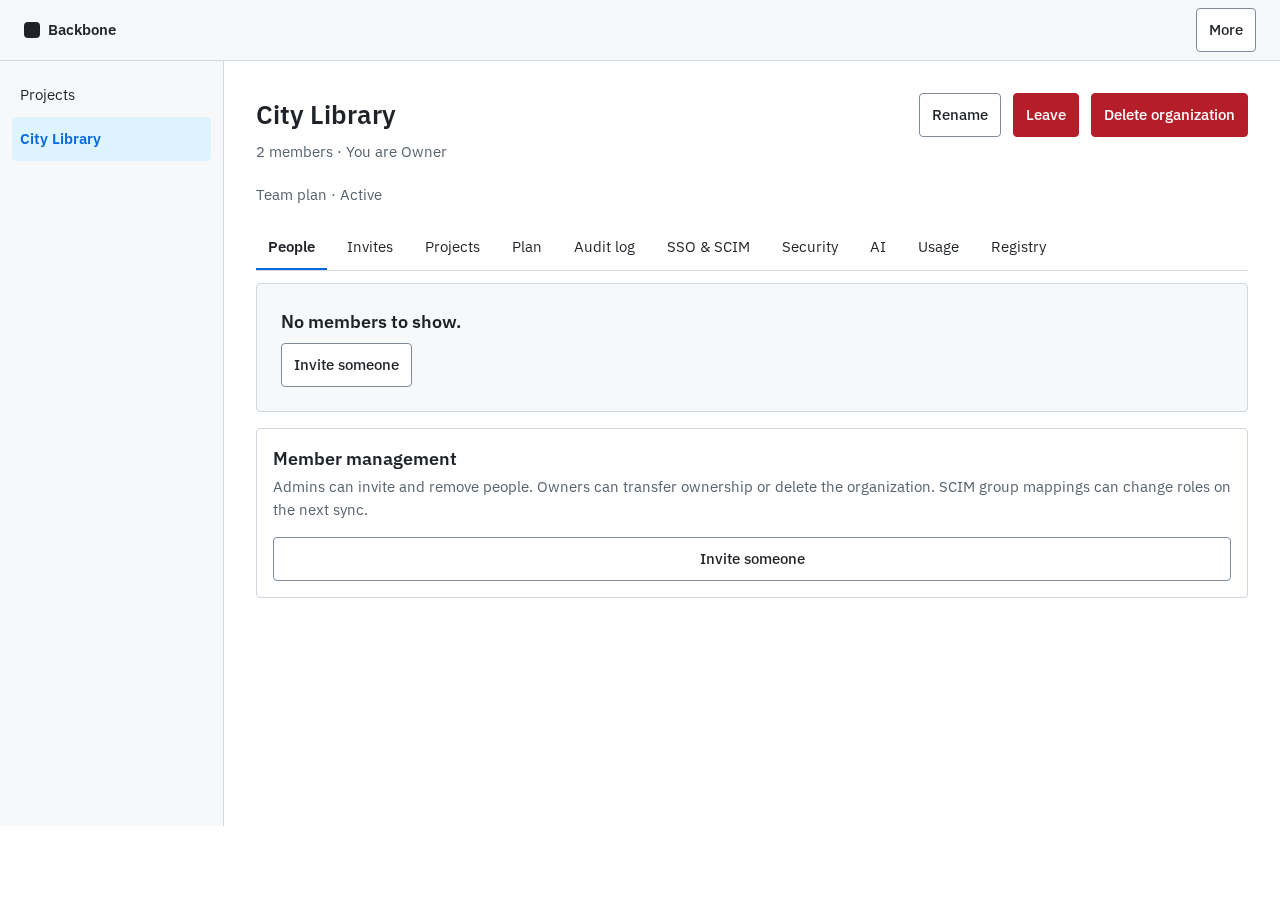 Backbone
More
Projects
City Library
City Library
Rename
Leave
Delete organization
2 members · You are Owner
Team plan · Active
People
Invites
Projects
Plan
Audit log
SSO & SCIM
Security
AI
Usage
Registry
No members to show.
Invite someone
Member management
Admins can invite and remove people. Owners can transfer ownership or delete the organization. SCIM group mappings can change roles on
the next sync.
Invite someone